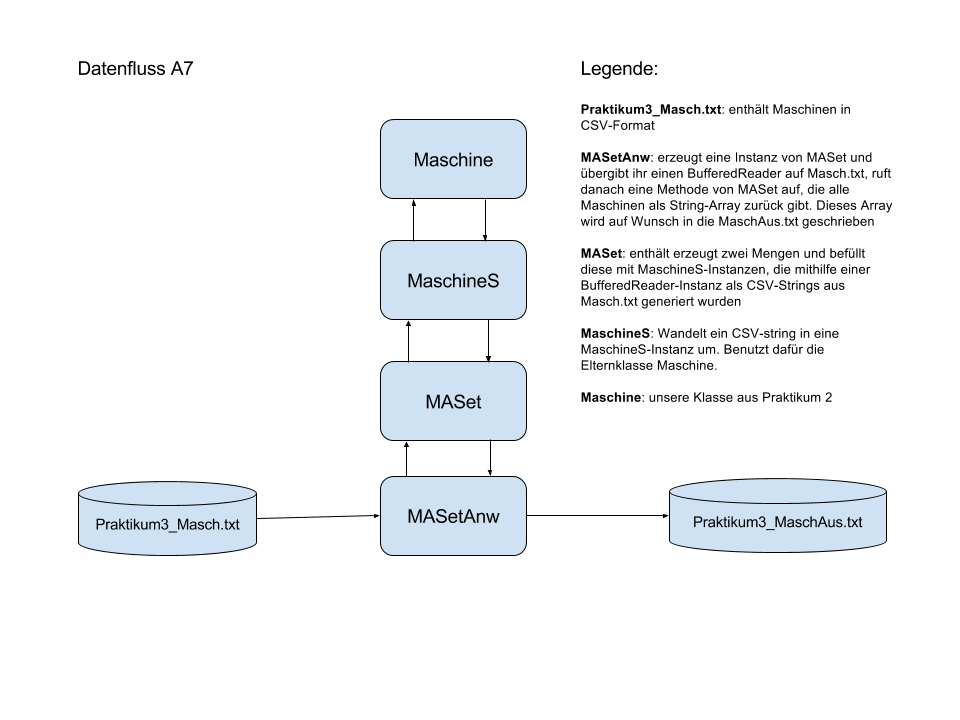 Datenfluss A7
Legende:
Praktikum3_Masch.txt: enthält Maschinen in
CSV-Format
MASetAnw: erzeugt eine Instanz von MASet und
übergibt ihr einen BufferedReader auf Masch.txt, ruft
danach eine Methode von MASet auf, die alle
Maschinen als String-Array zurück gibt. Dieses Array
wird auf Wunsch in die MaschAus.txt geschrieben
MASet: enthält erzeugt zwei Mengen und befüllt
diese mit MaschineS-Instanzen, die mithilfe einer
BufferedReader-Instanz als CSV-Strings aus
Masch.txt generiert wurden
MaschineS: Wandelt ein CSV-string in eine
MaschineS-Instanz um. Benutzt dafür die
Elternklasse Maschine.
Maschine: unsere Klasse aus Praktikum 2
Maschine
MaschineS
MASet
MASetAnw
Praktikum3_Masch.txt
Praktikum3_MaschAus.txt